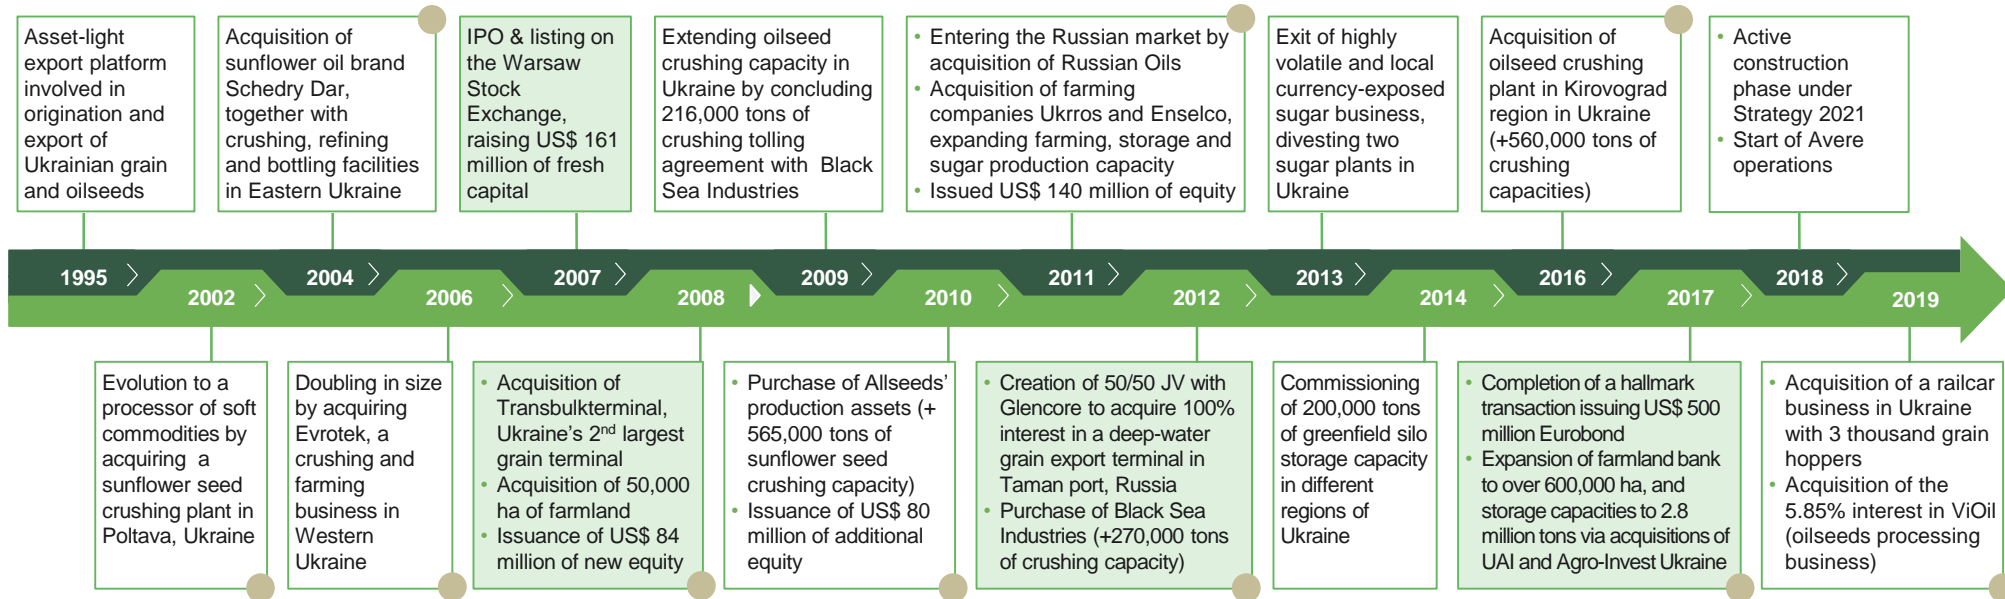 Asset-light
export platform
involved in
origination and
export of
Ukrainian grain
and oilseeds
Acquisition of
sunflower oil brand
Schedry Dar,
together with
crushing, refining
and bottling facilities
in Eastern Ukraine
IPO & listing on
the Warsaw
Stock
Exchange,
raising US$ 161
million of fresh
capital
Extending oilseed
crushing capacity in
Ukraine by concluding
216,000 tons of
crushing tolling
agreement with Black
Sea Industries
• Entering the Russian market by
acquisition of Russian Oils
• Acquisition of farming
companies Ukrros and Enselco,
expanding farming, storage and
sugar production capacity
• Issued US$ 140 million of equity
Exit of highly
volatile and local
currency-exposed
sugar business,
divesting two
sugar plants in
Ukraine
Acquisition of
oilseed crushing
plant in Kirovograd
region in Ukraine
(+560,000 tons of
crushing
capacities)
• Active
construction
phase under
Strategy 2021
• Start of Avere
operations
1995
2002
2004
2006
2007
2008
2009
2010
2011
2012
2013
2014
2016
2017
2018
2019
Evolution to a
processor of soft
commodities by
acquiring a
sunflower seed
crushing plant in
Poltava, Ukraine
Doubling in size
by acquiring
Evrotek, a
crushing and
farming
business in
Western
Ukraine
• Acquisition of
Transbulkterminal,
Ukraine's 2nd largest
grain terminal
• Acquisition of 50,000
ha of farmland
• Issuance of US$ 84
million of new equity
• Purchase of Allseeds'
production assets (+
565,000 tons of
sunflower seed
crushing capacity)
• Issuance of US$ 80
million of additional
equity
• Creation of 50/50 JV with
Glencore to acquire 100%
interest in a deep-water
grain export terminal in
Taman port, Russia
• Purchase of Black Sea
Industries (+270,000 tons
of crushing capacity)
Commissioning
of 200,000 tons
of greenfield silo
storage capacity
in different
regions of
Ukraine
• Completion of a hallmark
transaction issuing US$ 500
million Eurobond
• Expansion of farmland bank
to over 600,000 ha, and
storage capacities to 2.8
million tons via acquisitions of
UAI and Agro-Invest Ukraine
• Acquisition of a railcar
business in Ukraine
with 3 thousand grain
hoppers
• Acquisition of the
5.85% interest in ViOil
(oilseeds processing
business)